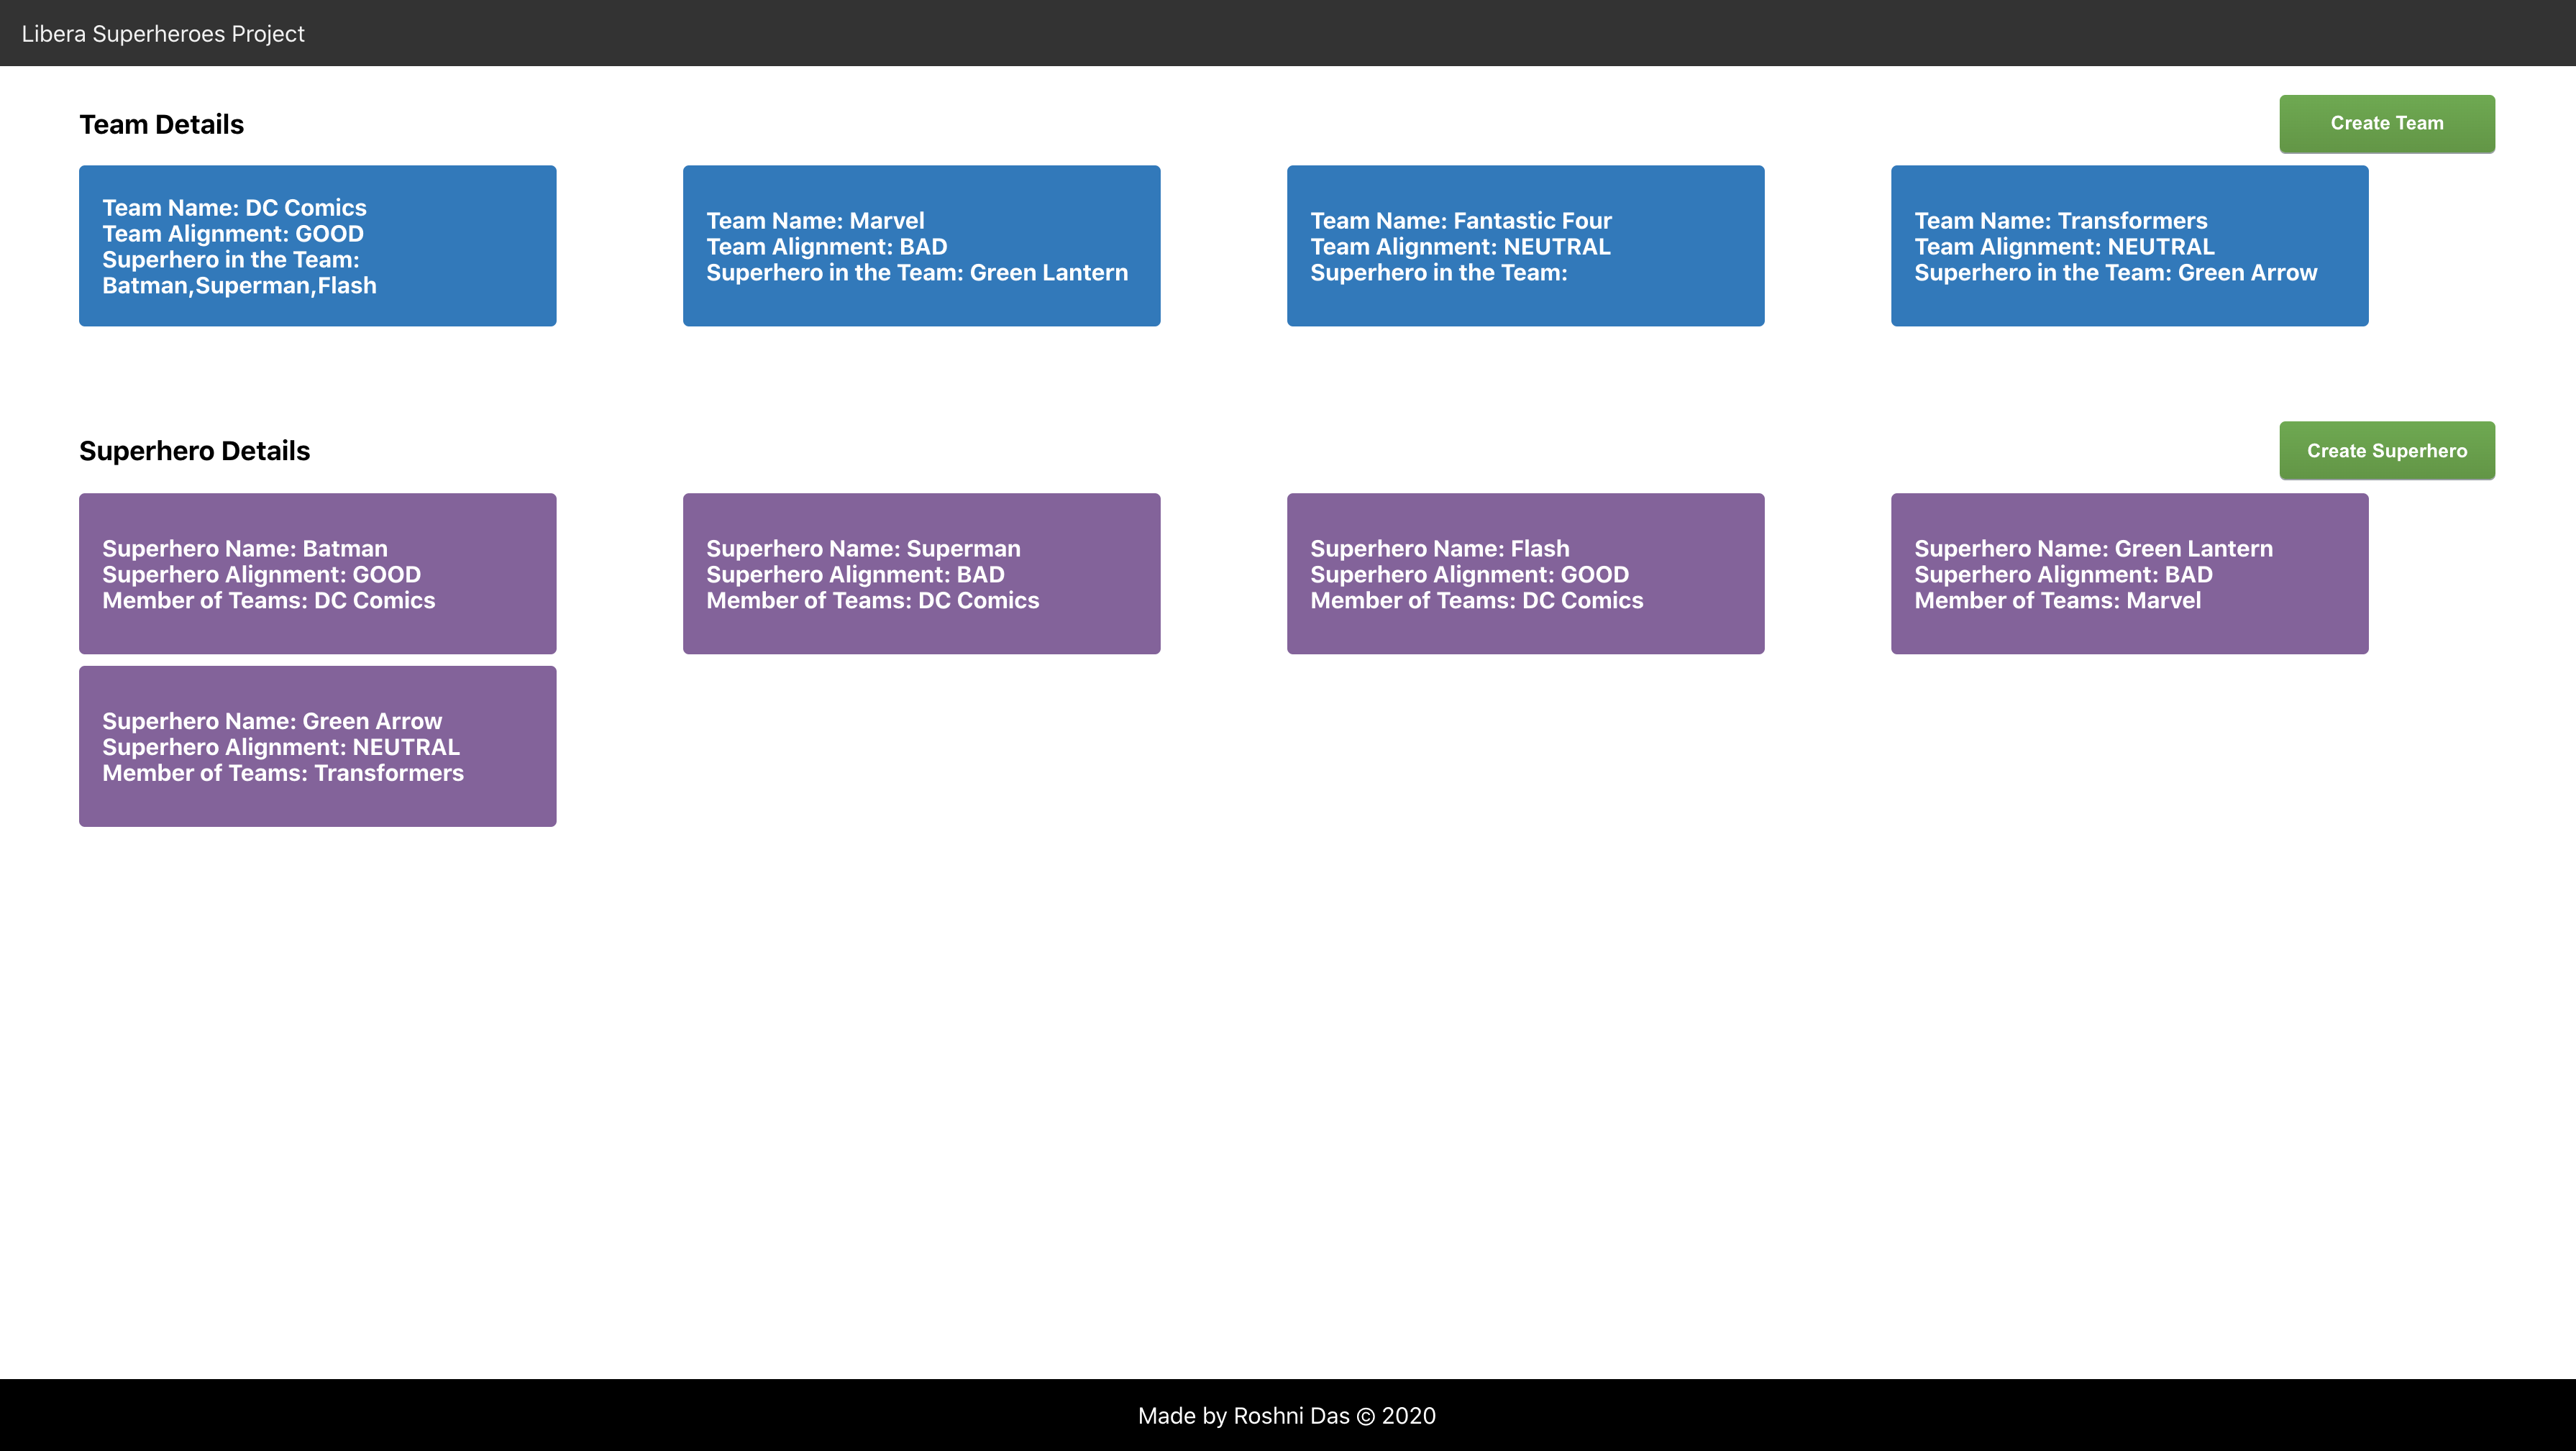 Libera Superheroes Project
Team Details
Create Team
Team Name: DC Comics
Team Alignment: GOOD
Superhero in the Team:
Batman,Superman,Flash
Team Name: Marvel
Team Alignment: BAD
Superhero in the Team: Green Lantern
Team Name: Fantastic Four
Team Alignment: NEUTRAL
Superhero in the Team:
Team Name: Transformers
Team Alignment: NEUTRAL
Superhero in the Team: Green Arrow
Superhero Details
Create Superhero
Superhero Name: Batman
Superhero Alignment: GOOD
Member of Teams: DC Comics
Superhero Name: Superman
Superhero Alignment: BAD
Member of Teams: DC Comics
Superhero Name: Flash
Superhero Alignment: GOOD
Member of Teams: DC Comics
Superhero Name: Green Lantern
Superhero Alignment: BAD
Member of Teams: Marvel
Superhero Name: Green Arrow
Superhero Alignment: NEUTRAL
Member of Teams: Transformers
Made by Roshni Das © 2020